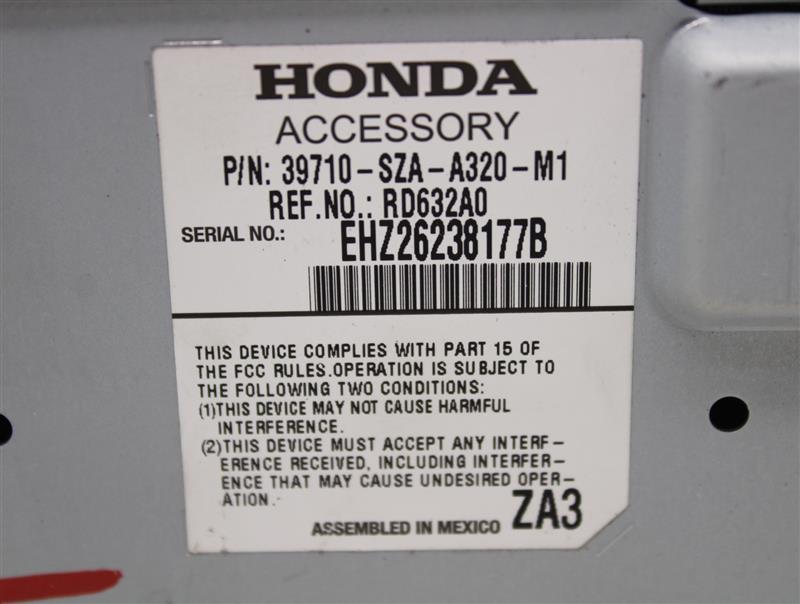 HONDA
ACCESSORY
P/N: 39710-SZA-A320-M1
REF.NO.: RD632A0
SERIAL NO.: EHZ26238177B
THIS DEVICE COMPLIES WITH PART 15 OF
THE FCC RULES.OPERATION IS SUBJECT TO
THE FOLLOWING TWO CONDITIONS:
(1)THIS DEVICE MAY NOT CAUSE HARMFUL
INTERFERENCE.
(2)THIS DEVICE MUST ACCEPT ANY INTERF-
ERENCE RECEIVED, INCLUDING INTERFER-
ENCE THAT MAY CAUSE UNDESIRED OPER-
ATION.
ASSEMBLED IN MEXICO ZA3